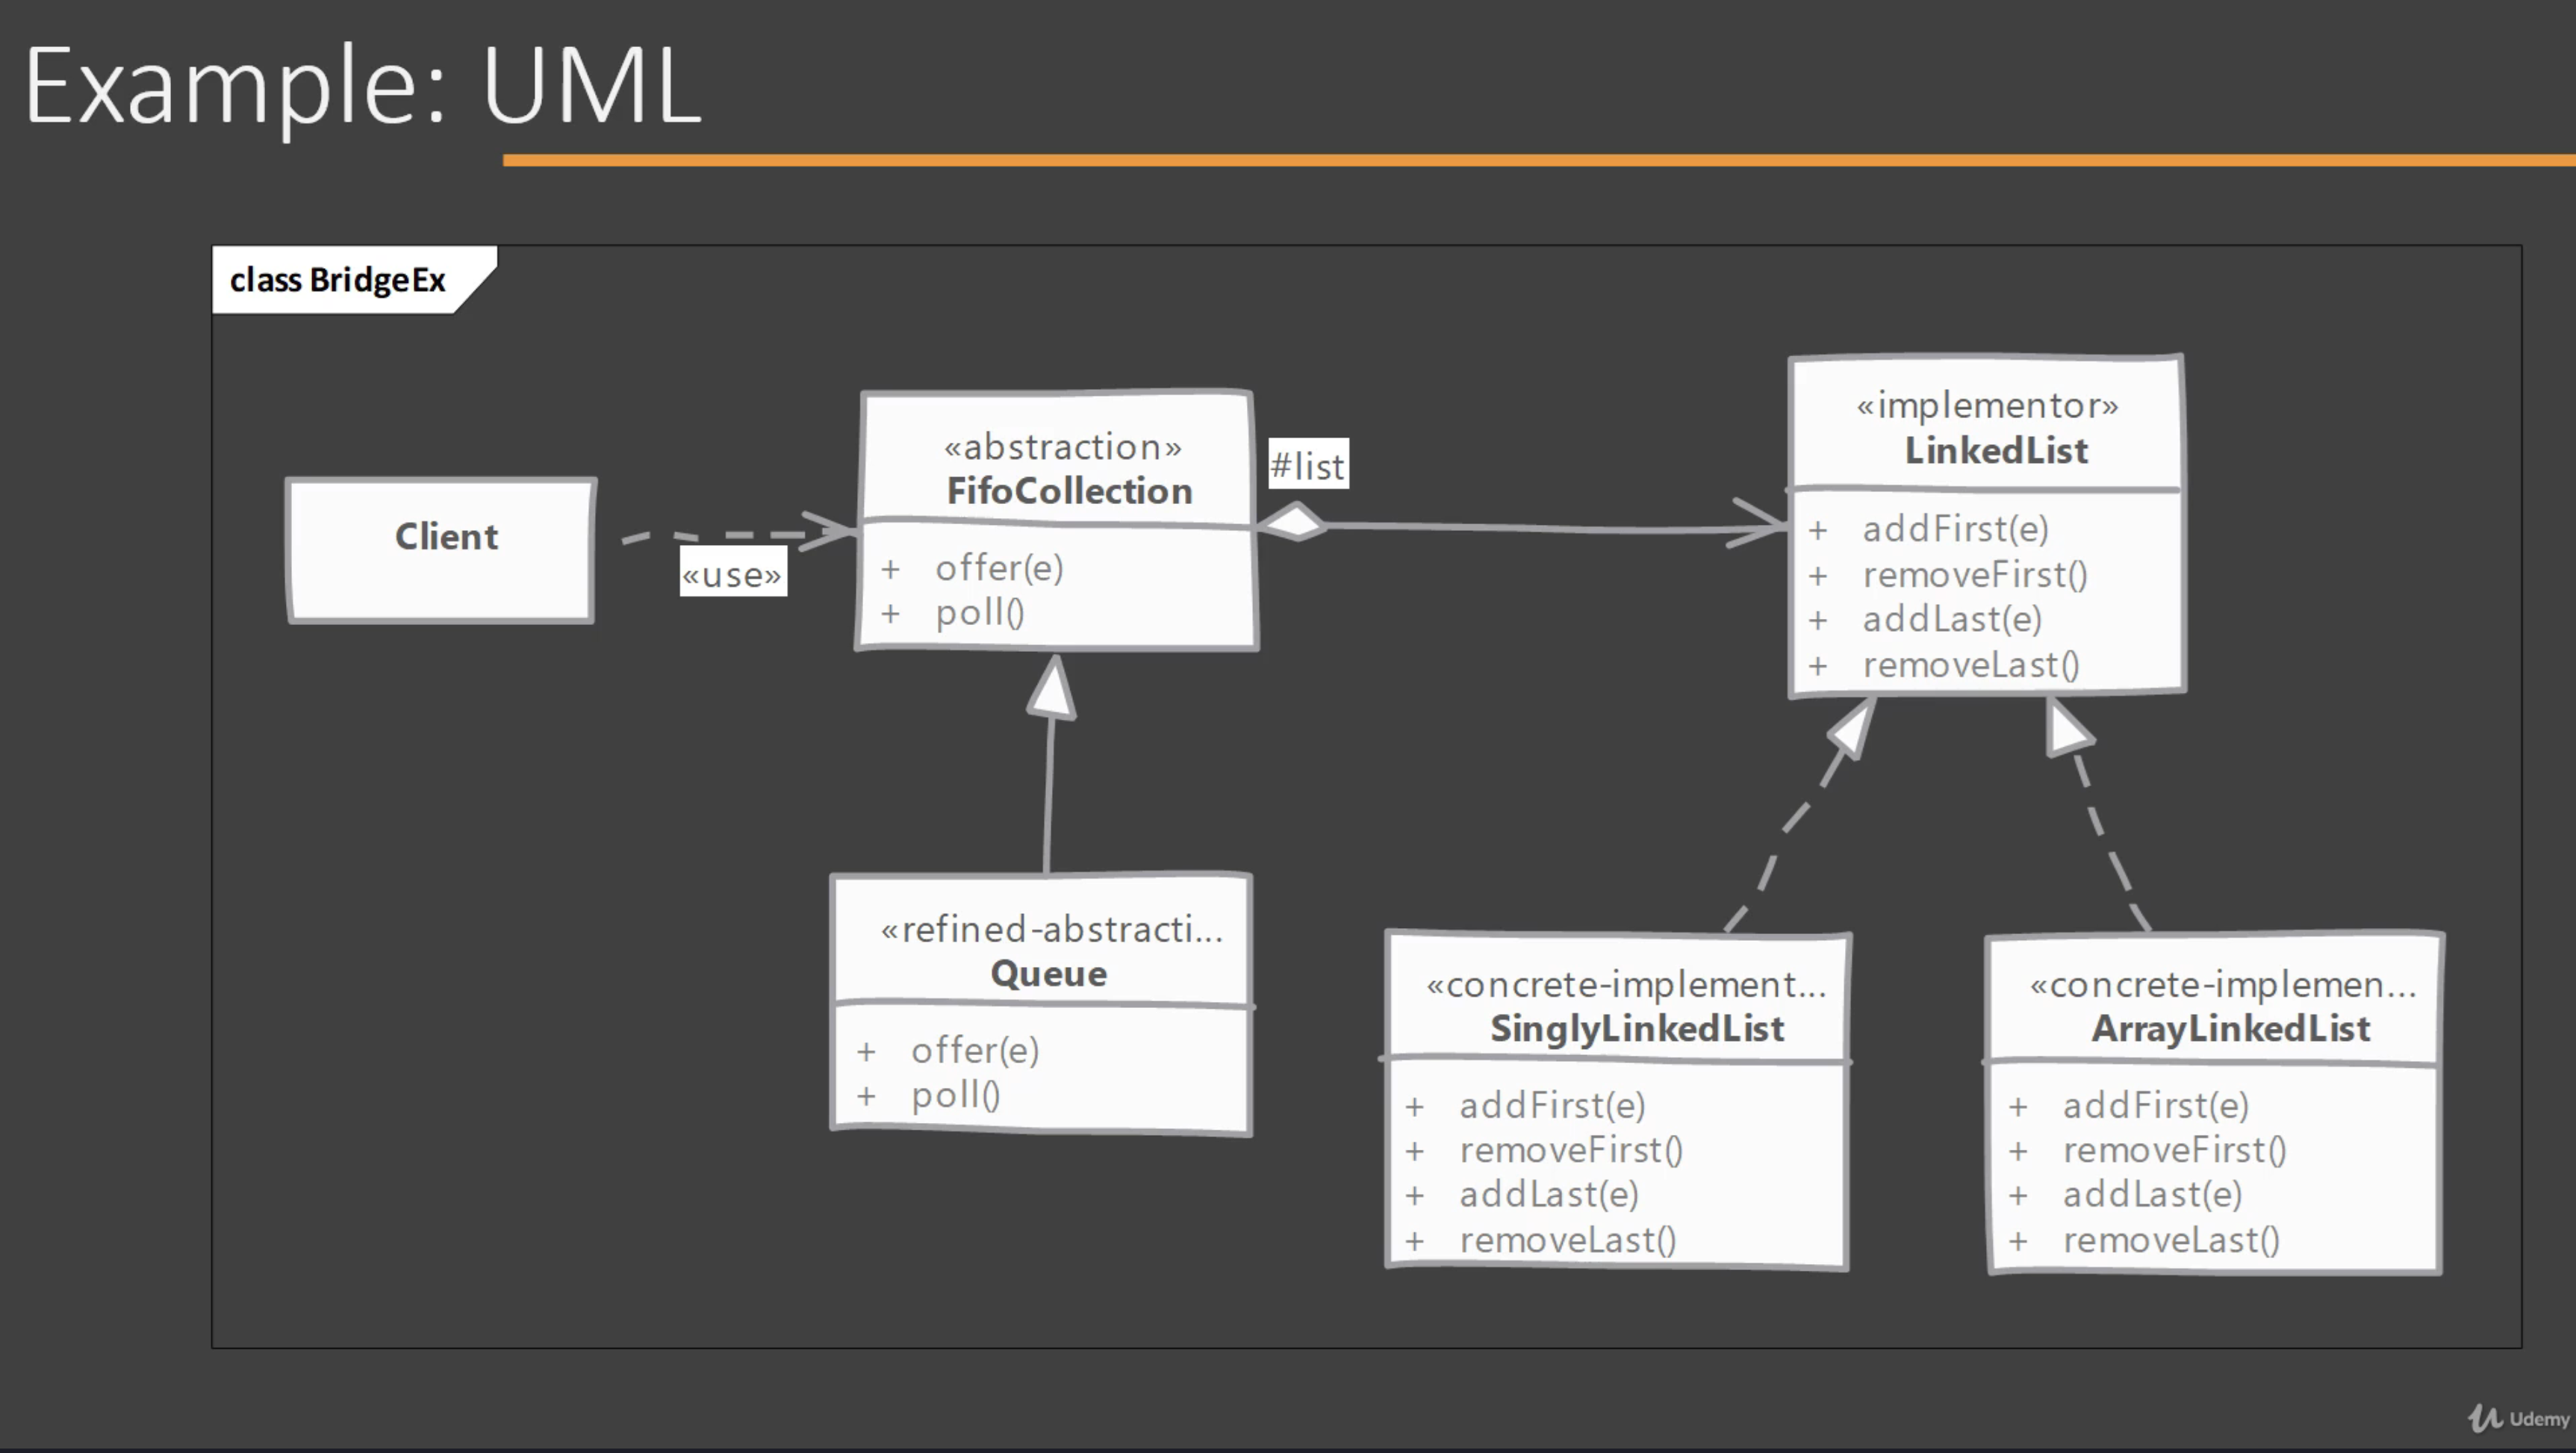 Example: UML
class BridgeEx
Client
«use»
«abstraction»
FifoCollection
+ offer(e)
+ poll()
#list
«implementor»
LinkedList
+ addFirst(e)
+ removeFirst()
+ addLast(e)
+ removeLast()
«refined-abstracti...
Queue
+ offer(e)
+ poll()
«concrete-implement...
SinglyLinkedList
+ addFirst(e)
+ removeFirst()
+ addLast(e)
+ removeLast()
«concrete-implemen...
ArrayLinkedList
+ addFirst(e)
+ removeFirst()
+ addLast(e)
+ removeLast()
Udemy